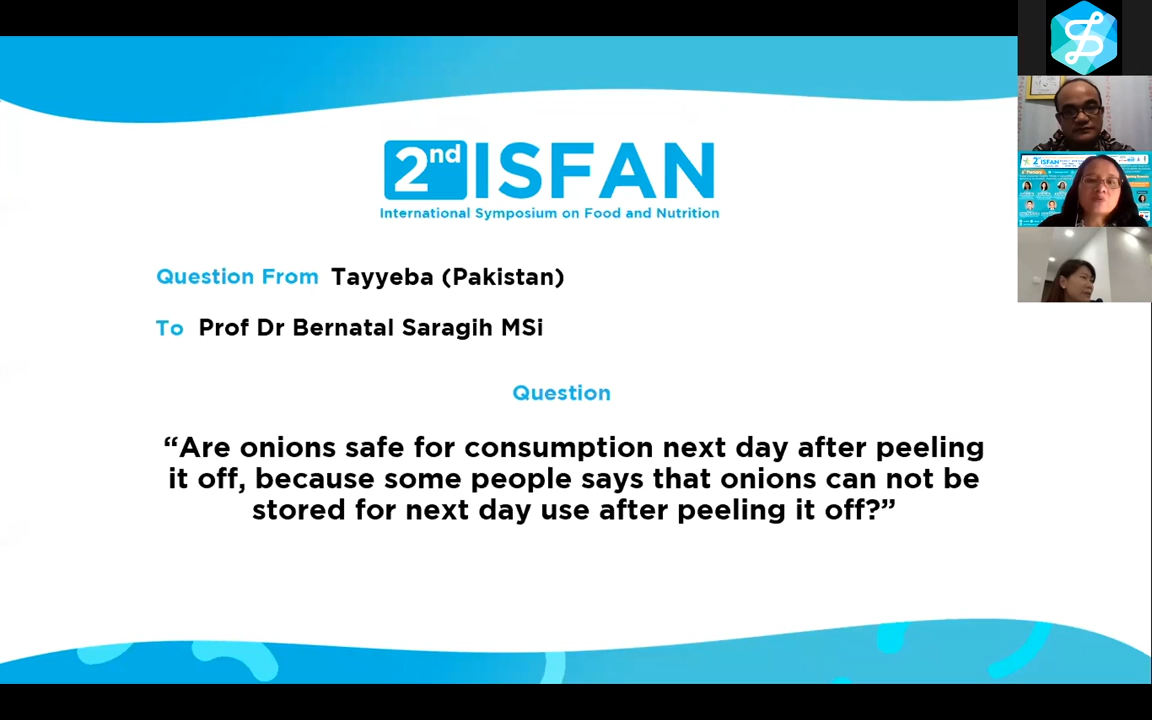 2nd ISFAN
International Symposium on Food and Nutrition
Question From Tayyeba (Pakistan)
To Prof Dr Bernatal Saragih MSi
Question
“Are onions safe for consumption next day after peeling
it off, because some people says that onions can not be
stored for next day use after peeling it off?”
2nd ISFAN